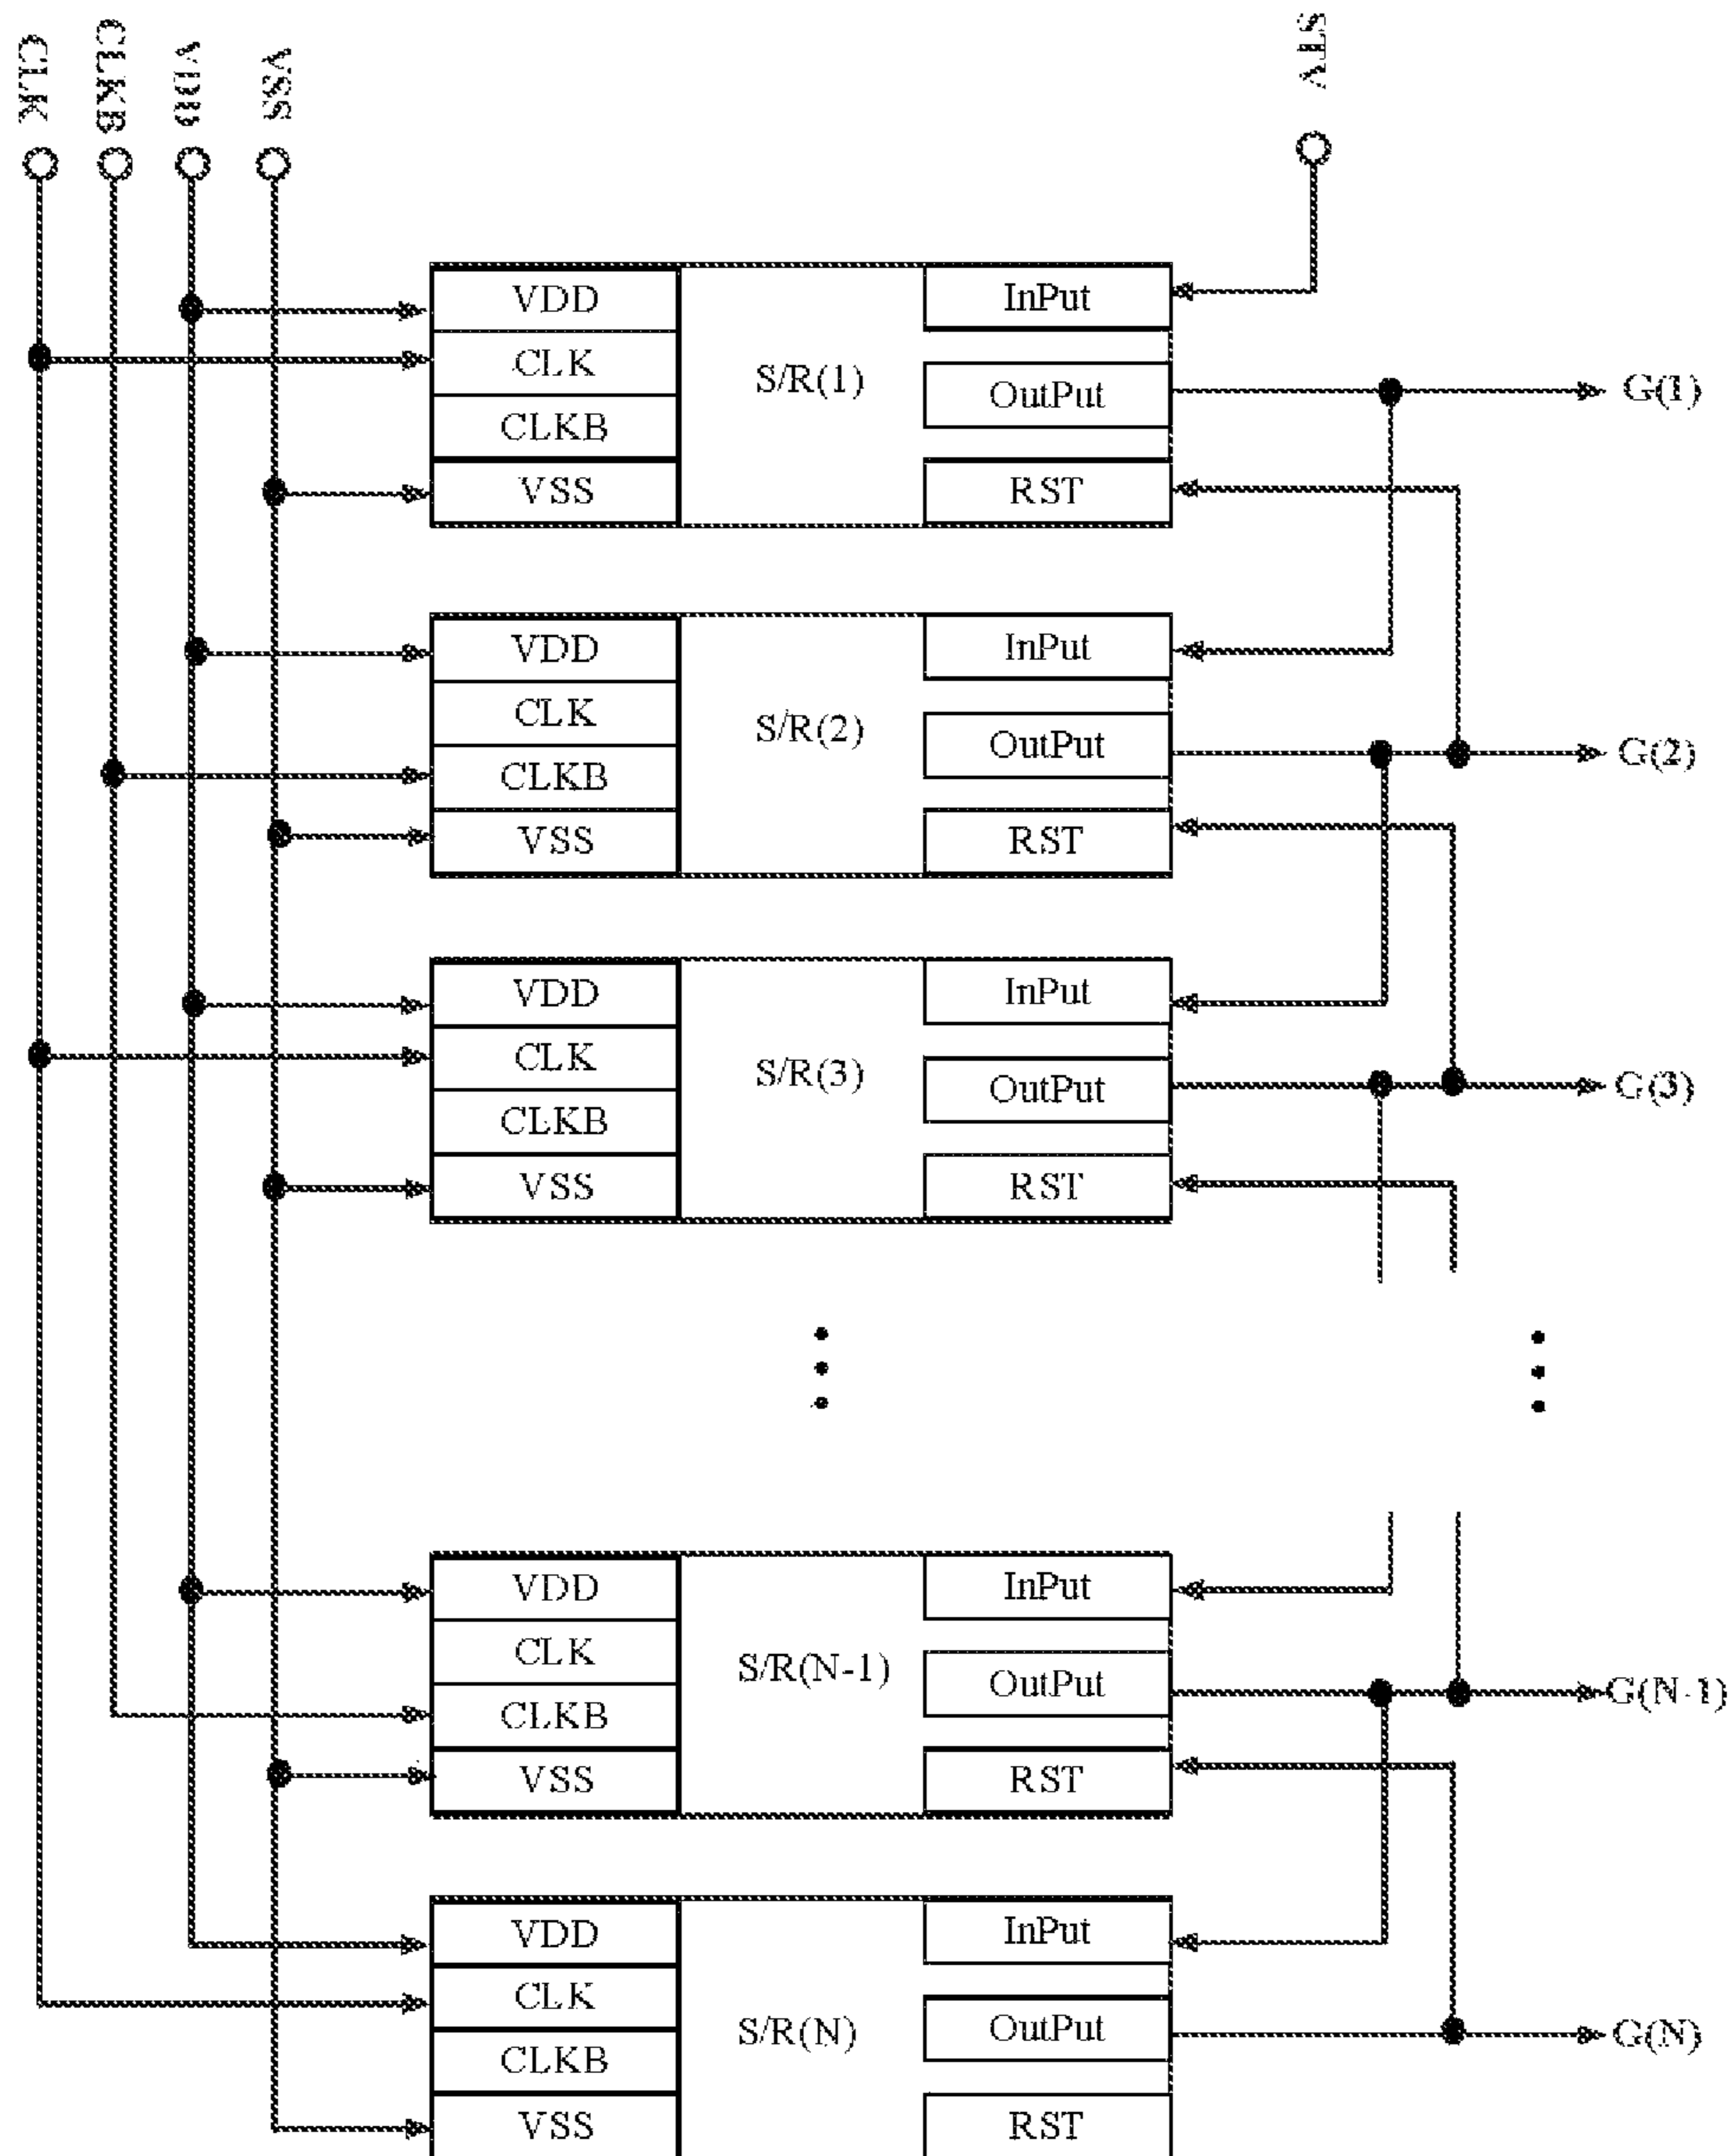 CLK
CLKB
VDD
VSS
STV
VDD
CLK
CLKB
VSS
S/R(1)
InPut
OutPut
RST
G(1)
VDD
CLK
CLKB
VSS
S/R(2)
InPut
OutPut
RST
G(2)
VDD
CLK
CLKB
VSS
S/R(3)
InPut
OutPut
RST
G(3)
VDD
CLK
CLKB
VSS
S/R(N-1)
InPut
OutPut
RST
G(N-1)
VDD
CLK
CLKB
VSS
S/R(N)
InPut
OutPut
RST
G(N)